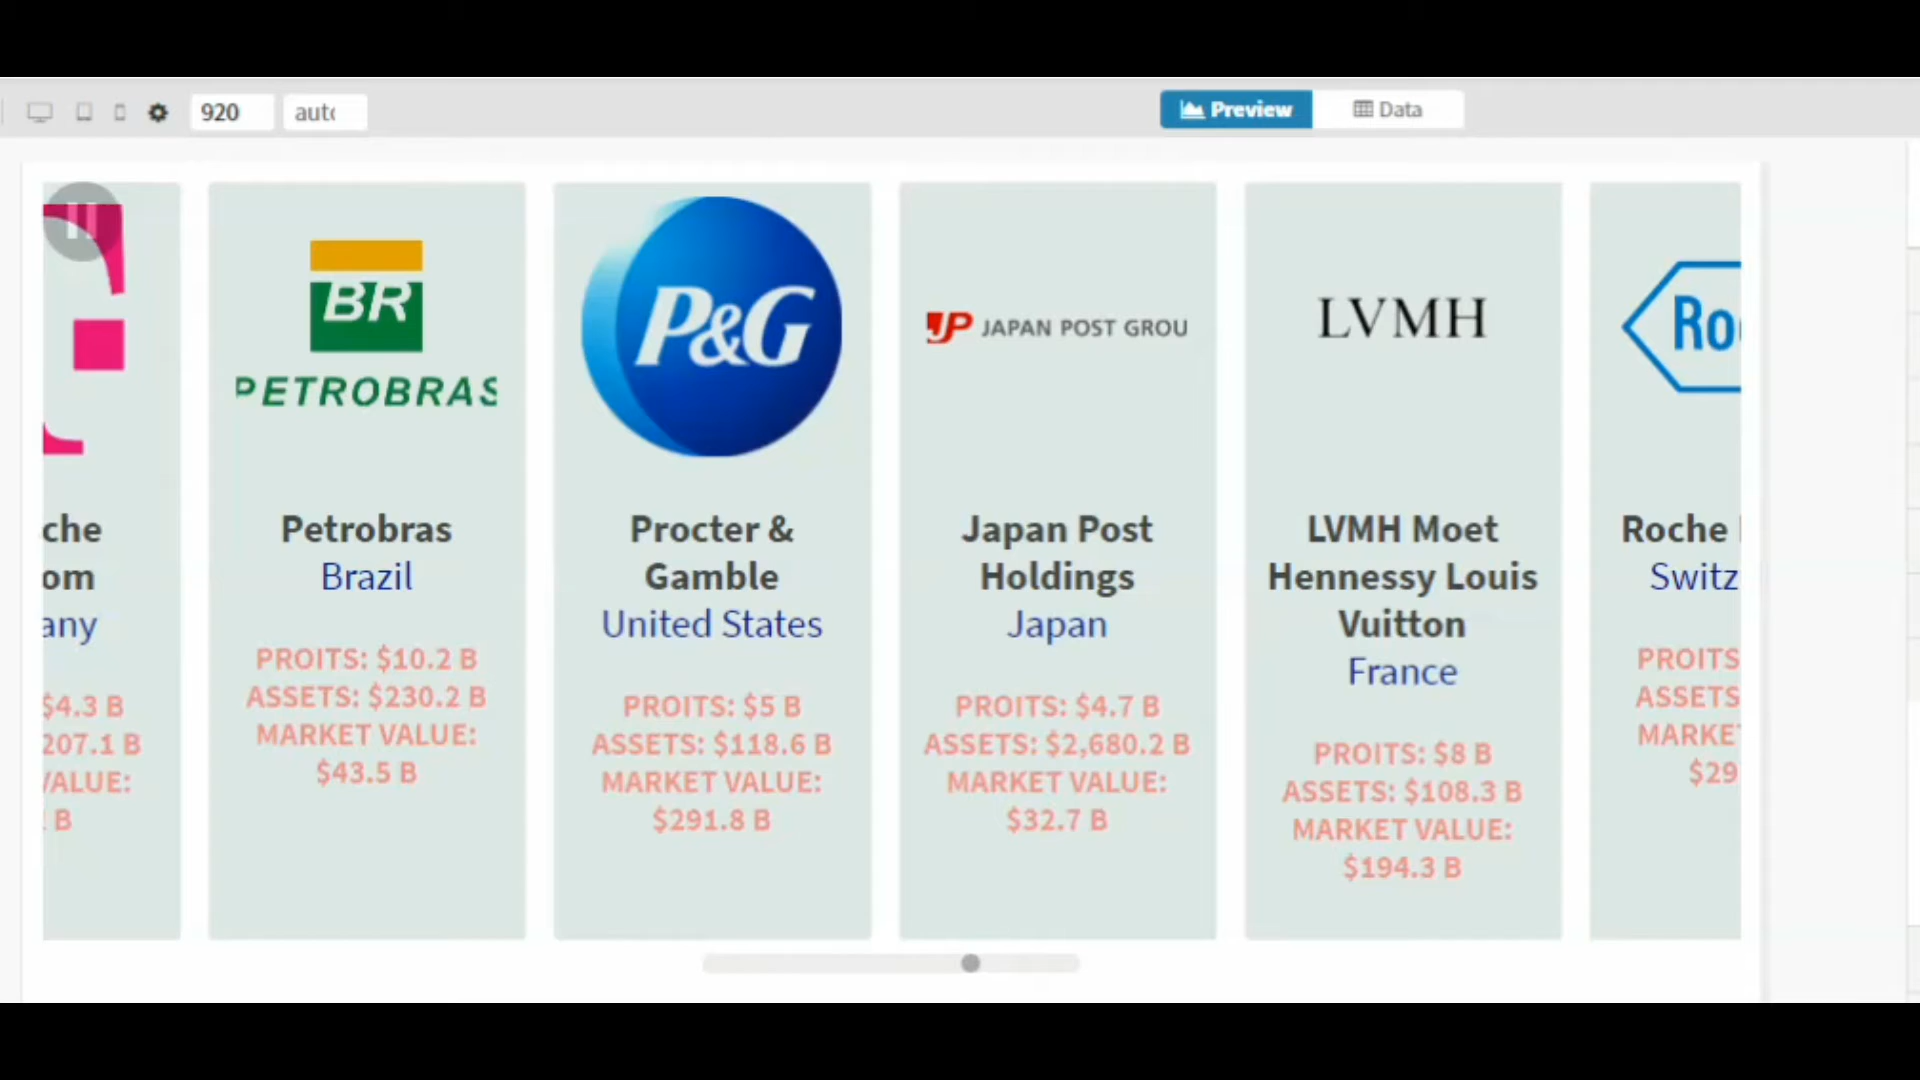 920
auto
Preview
Data
BR
PETROBRAS
P&G
JP JAPAN POST GROU
LVMH
Ro
che
om
any
$4.3 B
207.1 B
VALUE:
B
Petrobras
Brazil
PROITS: $10.2 B
ASSETS: $230.2 B
MARKET VALUE:
$43.5 B
Procter &
Gamble
United States
PROITS: $5 B
ASSETS: $118.6 B
MARKET VALUE:
$291.8 B
Japan Post
Holdings
Japan
PROITS: $4.7 B
ASSETS: $2,680.2 B
MARKET VALUE:
$32.7 B
LVMH Moet
Hennessy Louis
Vuitton
France
PROITS: $8 B
ASSETS: $108.3 B
MARKET VALUE:
$194.3 B
Roche
Switz
PROITS
ASSETS
MARKET
$29